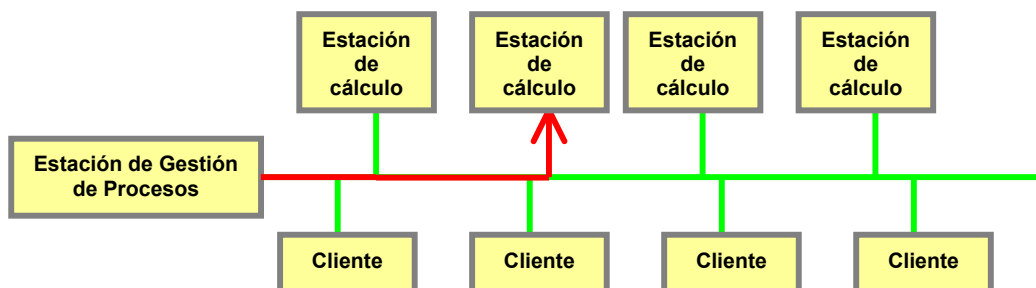 Estación
de
cálculo
Estación
de
cálculo
Estación
de
cálculo
Estación
de
cálculo
Estación de Gestión
de Procesos
Cliente
Cliente
Cliente
Cliente